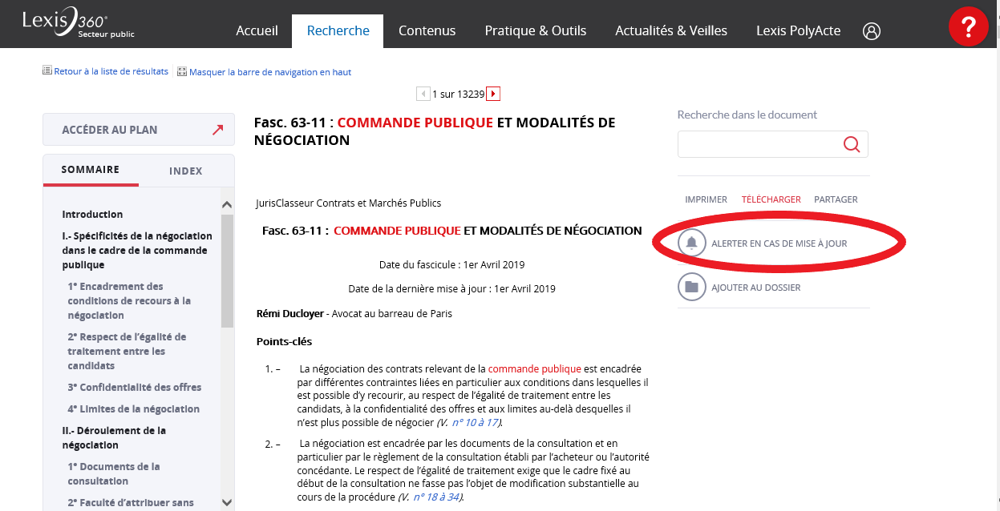 Lexis 360®
Secteur public
Accueil
Recherche
Contenus
Pratique & Outils
Actualités & Veilles
Lexis PolyActe
?
Retour à la liste de résultats
Masquer la barre de navigation en haut
1 sur 13239
ACCÉDER AU PLAN
SOMMAIRE
INDEX
Introduction
I.- Spécificités de la négociation
dans le cadre de la commande
publique
1° Encadrement des
conditions de recours à la
négociation
2° Respect de l’égalité de
traitement entre les
candidats
3° Confidentialité des offres
4° Limites de la négociation
II.- Déroulement de la
négociation
1° Documents de la
consultation
2° Faculté d’attribuer sans
Fasc. 63-11 : COMMANDE PUBLIQUE ET MODALITÉS DE
NÉGOCIATION
JurisClasseur Contrats et Marchés Publics
Fasc. 63-11 : COMMANDE PUBLIQUE ET MODALITÉS DE NÉGOCIATION
Date du fascicule : 1er Avril 2019
Date de la dernière mise à jour : 1er Avril 2019
Rémi Ducloyer - Avocat au barreau de Paris
Points-clés
1. – La négociation des contrats relevant de la commande publique est encadrée
par différentes contraintes liées en particulier aux conditions dans lesquelles il
est possible d’y recourir, au respect de l’égalité de traitement entre les
candidats, à la confidentialité des offres et aux limites au-delà desquelles il
n’est plus possible de négocier (V. n° 10 à 17).
2. – La négociation est encadrée par les documents de la consultation et en
particulier par le règlement de la consultation établi par l’acheteur ou l’autorité
concédante. Le respect de l’égalité de traitement exige que le cadre fixé au
début de la consultation ne fasse pas l’objet de modification substantielle au
cours de la procédure (V. n° 18 à 34).
Recherche dans le document
IMPRIMER
TÉLÉCHARGER
PARTAGER
ALERTER EN CAS DE MISE À JOUR
AJOUTER AU DOSSIER